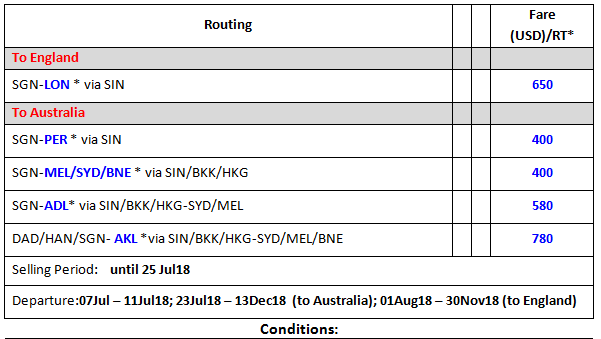 Routing Fare
(USD)/RT*
To England
SGN-LON * via SIN 650
To Australia
SGN-PER * via SIN 400
SGN-MEL/SYD/BNE * via SIN/BKK/HKG 400
SGN-ADL* via SIN/BKK/HKG-SYD/MEL 580
DAD/HAN/SGN- AKL *via SIN/BKK/HKG-SYD/MEL/BNE 780
Selling Period: until 25 Jul18
Departure:07Jul – 11Jul18; 23Jul18 – 13Dec18 (to Australia); 01Aug18 – 30Nov18 (to England)
Conditions: